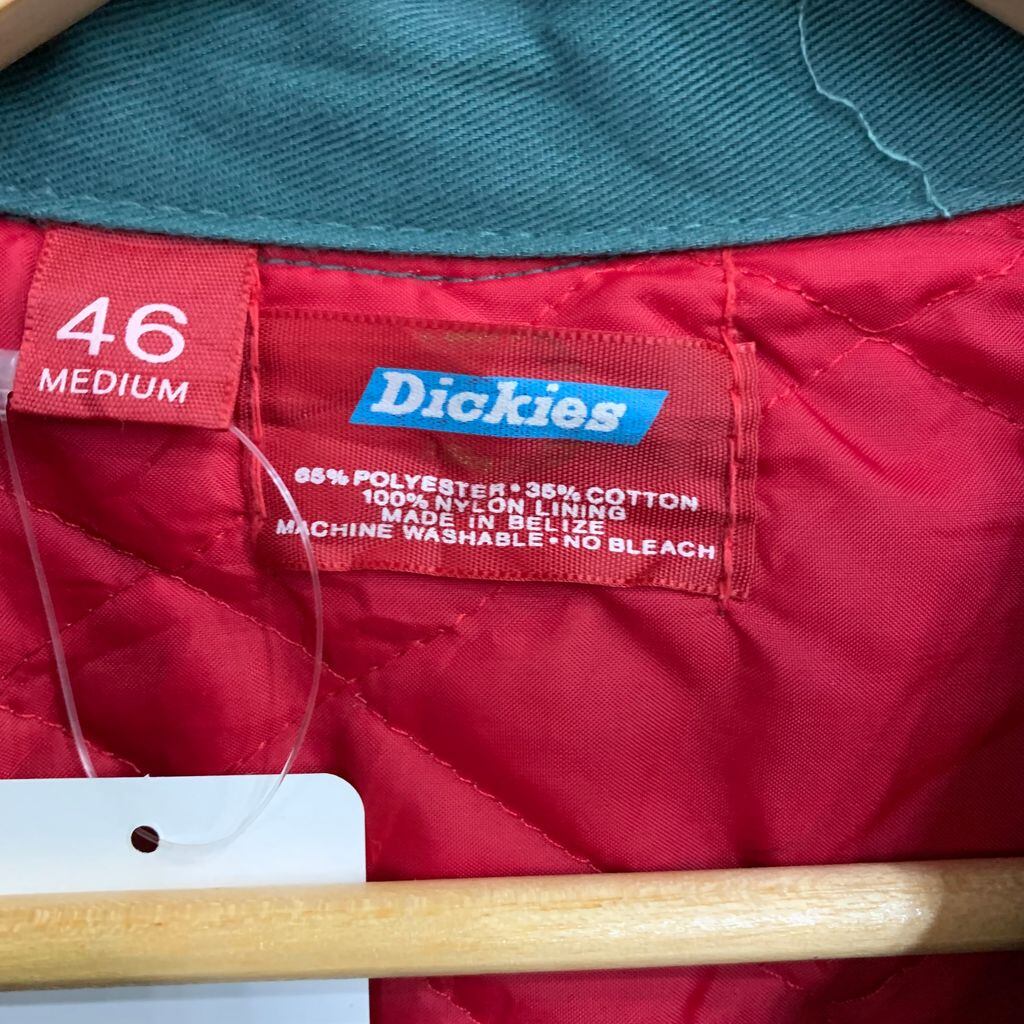 46
MEDIUM
Dickies
65% POLYESTER • 35% COTTON
100% NYLON LINING
MADE IN BELIZE
MACHINE WASHABLE • NO BLEACH